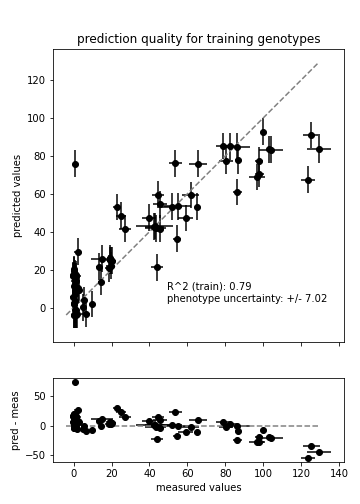 prediction quality for training genotypes
120
100
80
60
40
20
0
predicted values
R^2 (train): 0.79
phenotype uncertainty: +/- 7.02
50
0
−50
pred - meas
0 20 40 60 80 100 120 140
measured values